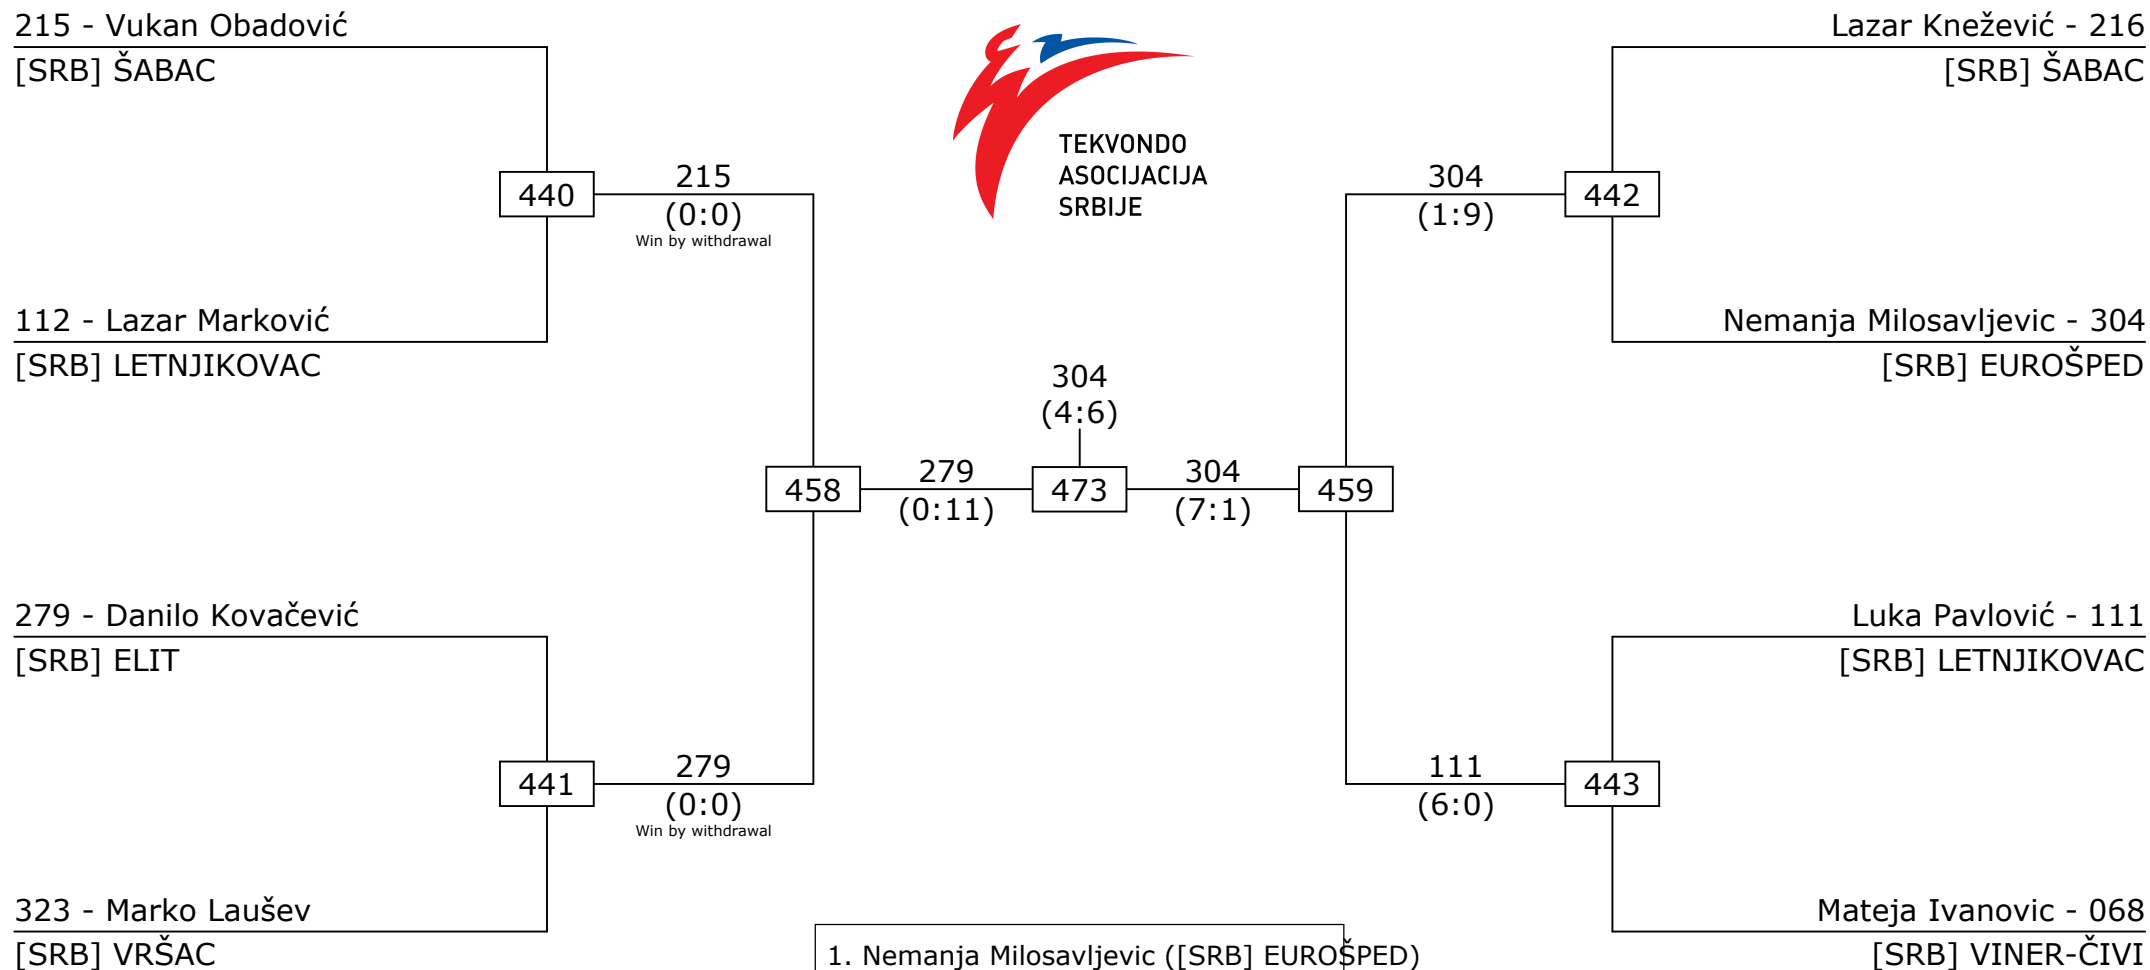 215 - Vukan Obadović
[SRB] ŠABAC
Lazar Knežević - 216
[SRB] ŠABAC
TEKVONDO
ASOCIJACIJA
SRBIJE
440
215
(0:0)
Win by withdrawal
304
(1:9)
442
112 - Lazar Marković
[SRB] LETNJIKOVAC
Nemanja Milosavljevic - 304
[SRB] EUROŠPED
304
(4:6)
458
279
(0:11)
473
304
(7:1)
459
279 - Danilo Kovačević
[SRB] ELIT
Luka Pavlović - 111
[SRB] LETNJIKOVAC
441
279
(0:0)
Win by withdrawal
111
(6:0)
443
323 - Marko Laušev
[SRB] VRŠAC
Mateja Ivanovic - 068
[SRB] VINER-ČIVI
1. Nemanja Milosavljevic ([SRB] EUROŠPED)